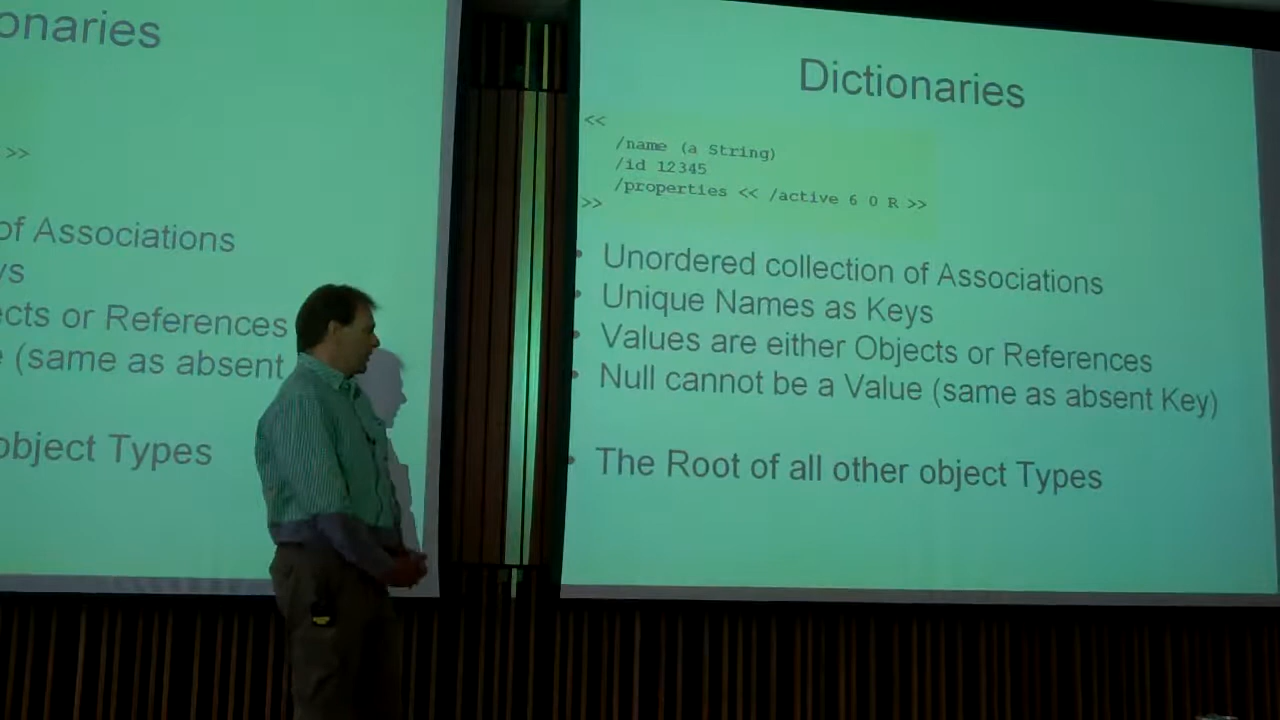 onaries
>>
of Associations
ys
ects or References
e (same as absent
object Types
Dictionaries
<<
/name (a String)
/id 12345
/properties << /active 6 0 R >>
>>
• Unordered collection of Associations
• Unique Names as Keys
• Values are either Objects or References
• Null cannot be a Value (same as absent Key)
• The Root of all other object Types